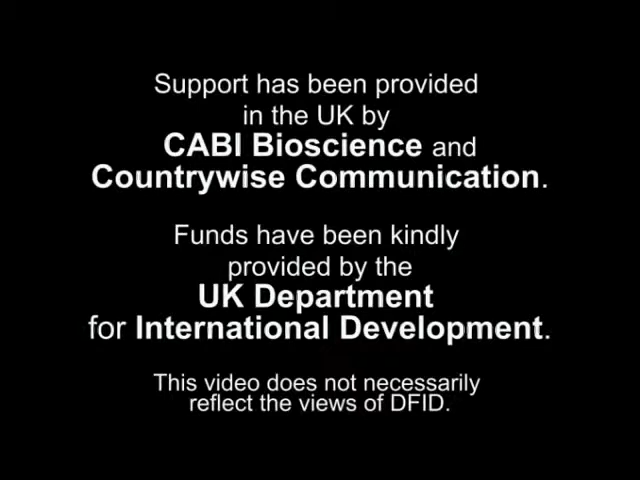 Support has been provided
in the UK by
CABI Bioscience and
Countrywise Communication.
Funds have been kindly
provided by the
UK Department
for International Development.
This video does not necessarily
reflect the views of DFID.